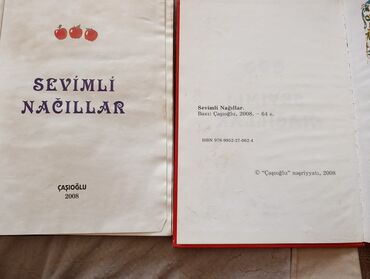 SEVİMLİ
NAĞILLAR
ÇAŞIOĞLU
2008
Sevimli Nağıllar.
Bakı: Çaşıoğlu, 2008. – 64 s.
ISBN 978-9952-27-062-4
© "Çaşıoğlu" nəşriyyatı, 2008